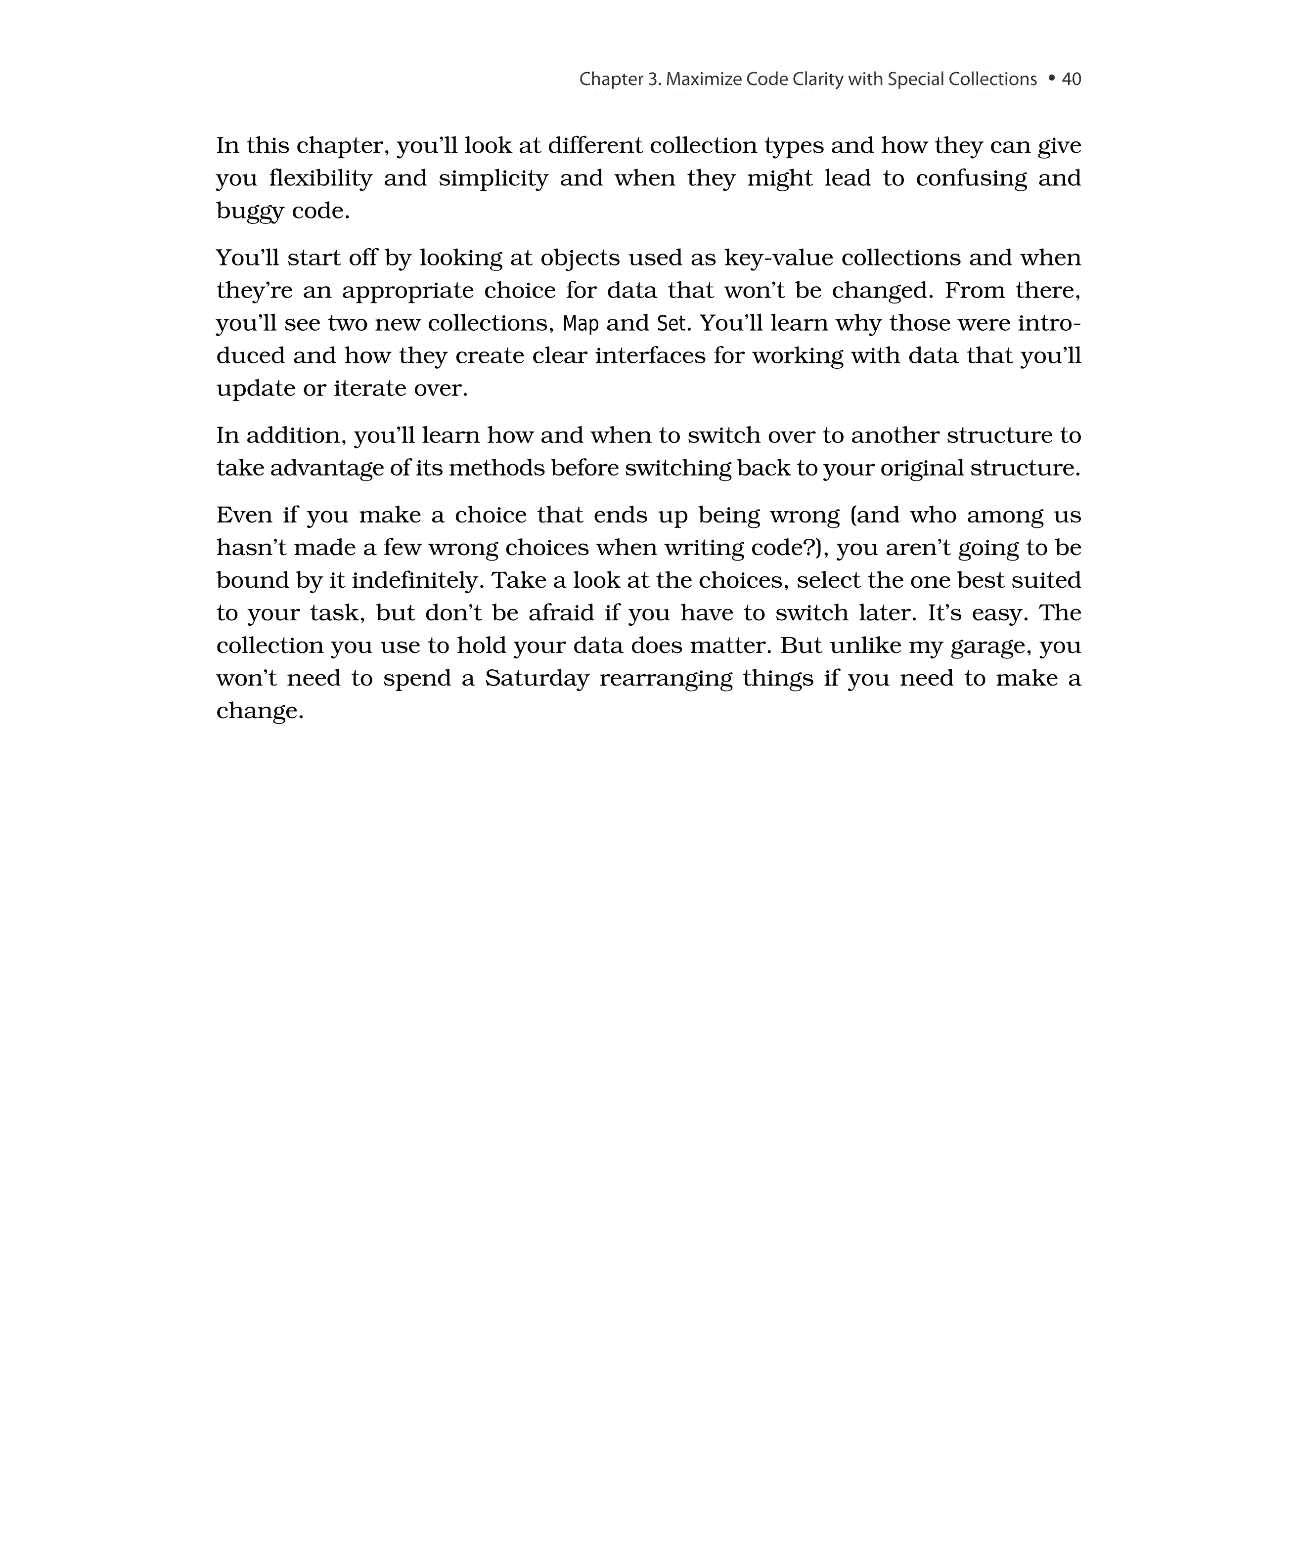 Chapter 3. Maximize Code Clarity with Special Collections • 40
In this chapter, you’ll look at different collection types and how they can give
you flexibility and simplicity and when they might lead to confusing and
buggy code.
You’ll start off by looking at objects used as key-value collections and when
they’re an appropriate choice for data that won’t be changed. From there,
you’ll see two new collections, Map and Set. You’ll learn why those were intro-
duced and how they create clear interfaces for working with data that you’ll
update or iterate over.
In addition, you’ll learn how and when to switch over to another structure to
take advantage of its methods before switching back to your original structure.
Even if you make a choice that ends up being wrong (and who among us
hasn’t made a few wrong choices when writing code?), you aren’t going to be
bound by it indefinitely. Take a look at the choices, select the one best suited
to your task, but don’t be afraid if you have to switch later. It’s easy. The
collection you use to hold your data does matter. But unlike my garage, you
won’t need to spend a Saturday rearranging things if you need to make a
change.